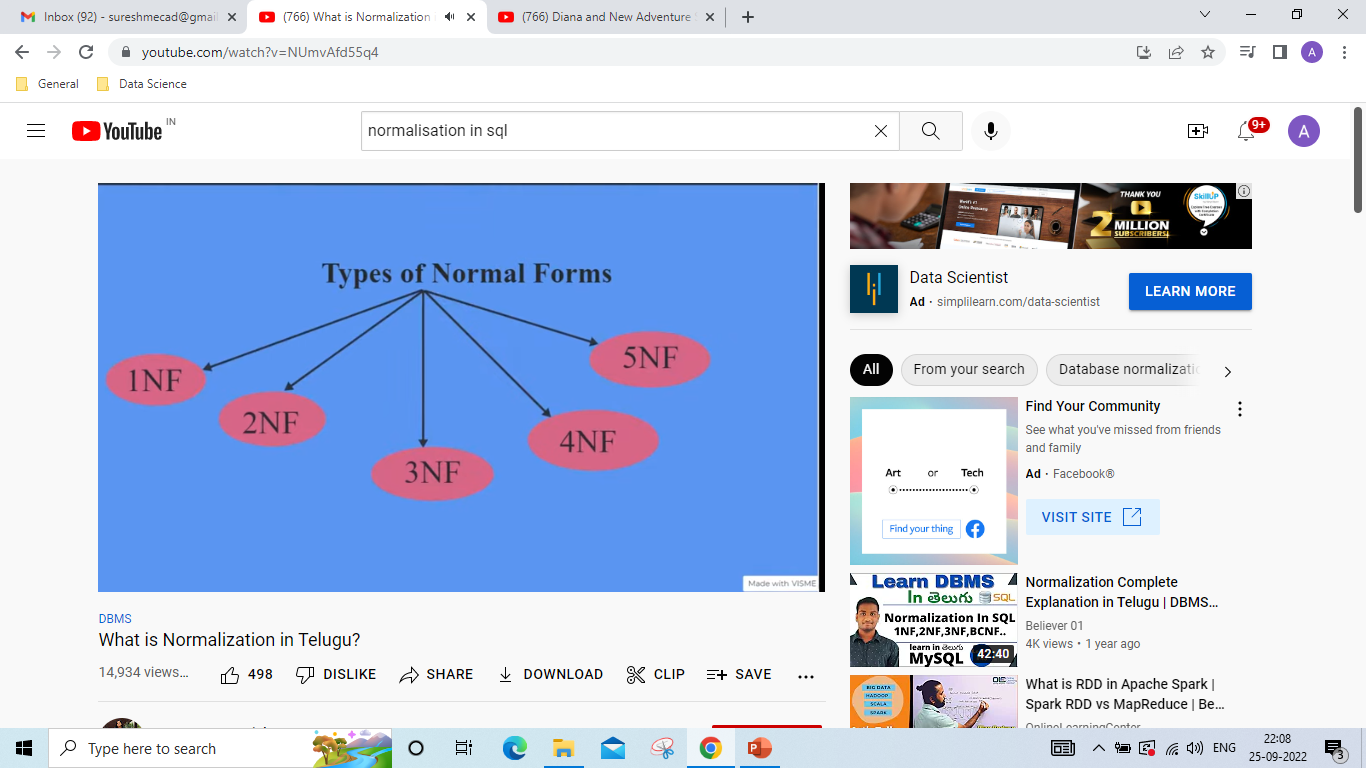 Inbox (92) - sureshmecad@gmai
(766) What is Normalization
(766) Diana and New Adventure
youtube.com/watch?v=NUmvAfd55q4
A
General
Data Science
YouTube IN
normalisation in sql
9+
A
Types of Normal Forms
1NF
2NF
3NF
4NF
5NF
Made with VISME
DBMS
What is Normalization in Telugu?
14,934 views...
498
DISLIKE
SHARE
DOWNLOAD
CLIP
SAVE
THANK YOU
2 MILLION
SUBSCRIBERS!
SkillUP
Data Scientist
Ad · simplilearn.com/data-scientist
LEARN MORE
All
From your search
Database normalizatio
Art or Tech
Find your thing
Find Your Community
See what you've missed from friends
and family
Ad · Facebook®
VISIT SITE
Learn DBMS
In తెలుగు SQL
Normalization In SQL
1NF,2NF,3NF,BCNF..
learn in తెలుగు
MySQL
42:40
Normalization Complete
Explanation in Telugu | DBMS...
Believer 01
4K views · 1 year ago
BIG DATA
HADOOP
SCALA
SPARK
What is RDD in Apache Spark |
Spark RDD vs MapReduce | Be...
OnlineLearningCenter
Type here to search
ENG
22:08
25-09-2022
3